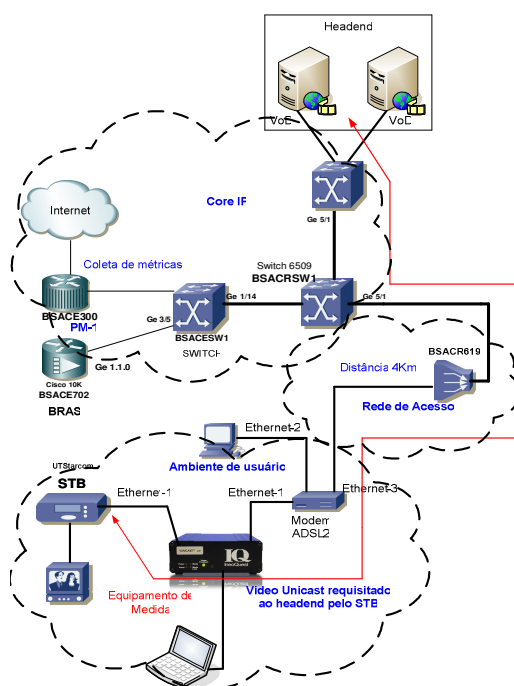 Headend
VoD
VoD
Core IP
Internet
Ge 5/1
Coleta de métricas
Switch 6509
BSACRSW1
Ge 1/14
Ge 5/1
BSACE300
PM-1
Ge 3/5
BSACESW1
SWITCH
BSACR619
Ge 1.1.0
Cisco 10K
BSACE702
BRAS
Distância 4Km
Rede de Acesso
Ethernet-2
Ambiente de usuário
UTStarcom
STB
Ethernet-1
Ethernet-1
Ethernet-3
Modem
ADSL2
IQ
InnoQuest
Equipamento de
Medida
Vídeo Unicast requisitado
ao headend pelo STB